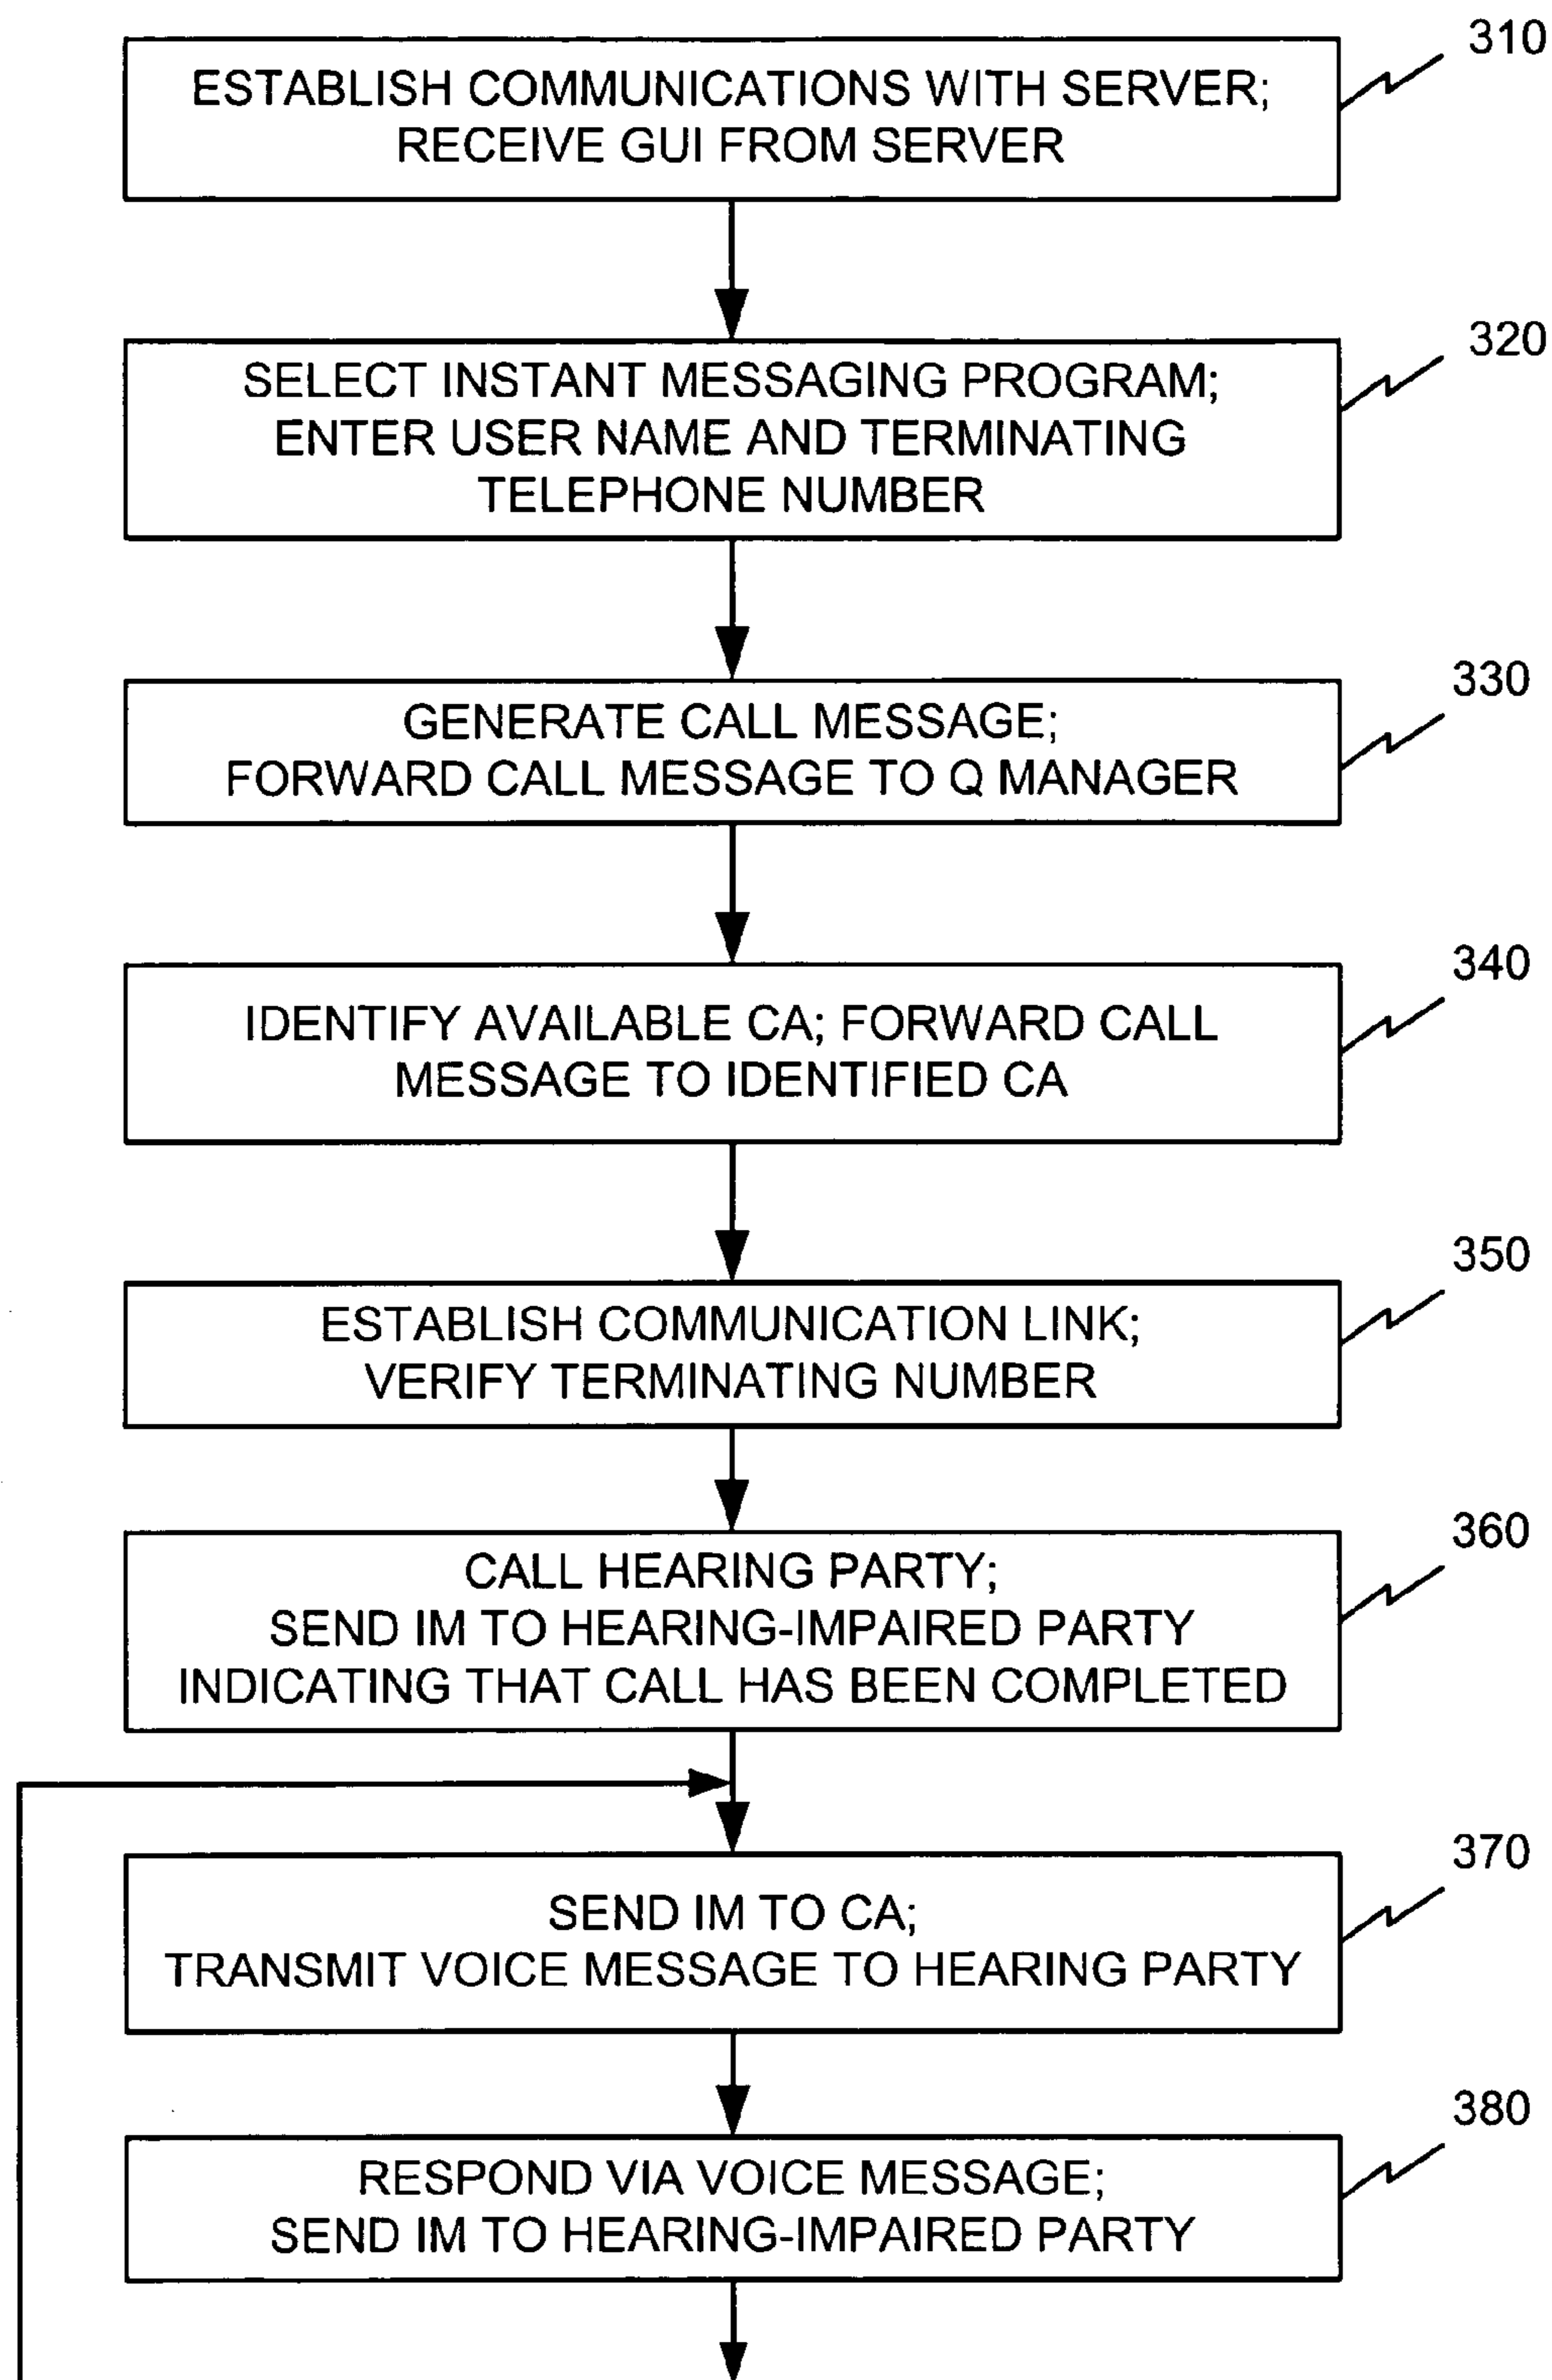 310
ESTABLISH COMMUNICATIONS WITH SERVER;
RECEIVE GUI FROM SERVER
320
SELECT INSTANT MESSAGING PROGRAM;
ENTER USER NAME AND TERMINATING
TELEPHONE NUMBER
330
GENERATE CALL MESSAGE;
FORWARD CALL MESSAGE TO Q MANAGER
340
IDENTIFY AVAILABLE CA; FORWARD CALL
MESSAGE TO IDENTIFIED CA
350
ESTABLISH COMMUNICATION LINK;
VERIFY TERMINATING NUMBER
360
CALL HEARING PARTY;
SEND IM TO HEARING-IMPAIRED PARTY
INDICATING THAT CALL HAS BEEN COMPLETED
370
SEND IM TO CA;
TRANSMIT VOICE MESSAGE TO HEARING PARTY
380
RESPOND VIA VOICE MESSAGE;
SEND IM TO HEARING-IMPAIRED PARTY